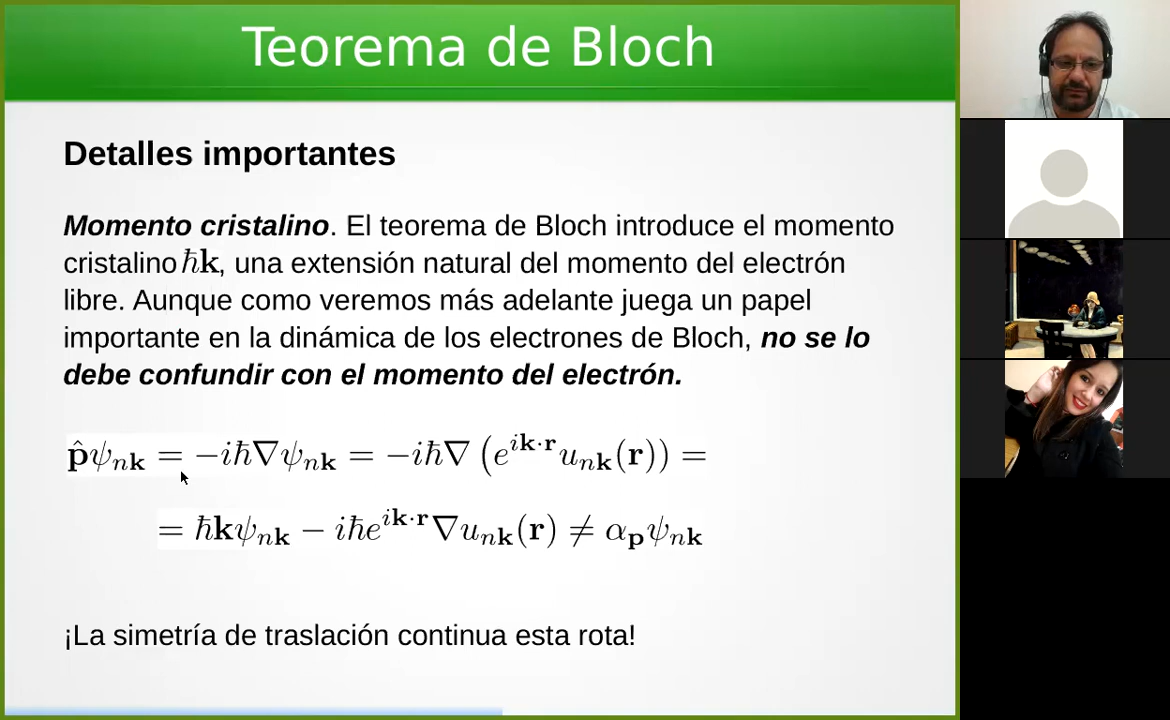 Teorema de Bloch
Detalles importantes
Momento cristalino. El teorema de Bloch introduce el momento
cristalino ℏk, una extensión natural del momento del electrón
libre. Aunque como veremos más adelante juega un papel
importante en la dinámica de los electrones de Bloch, no se lo
debe confundir con el momento del electrón.
p̂ψ_{nk} = −iℏ∇ψ_{nk} = −iℏ∇ (e^{ik·r}u_{nk}(r)) =
= ℏkψ_{nk} − iℏe^{ik·r}∇u_{nk}(r) ≠ α_pψ_{nk}
¡La simetría de traslación continua esta rota!